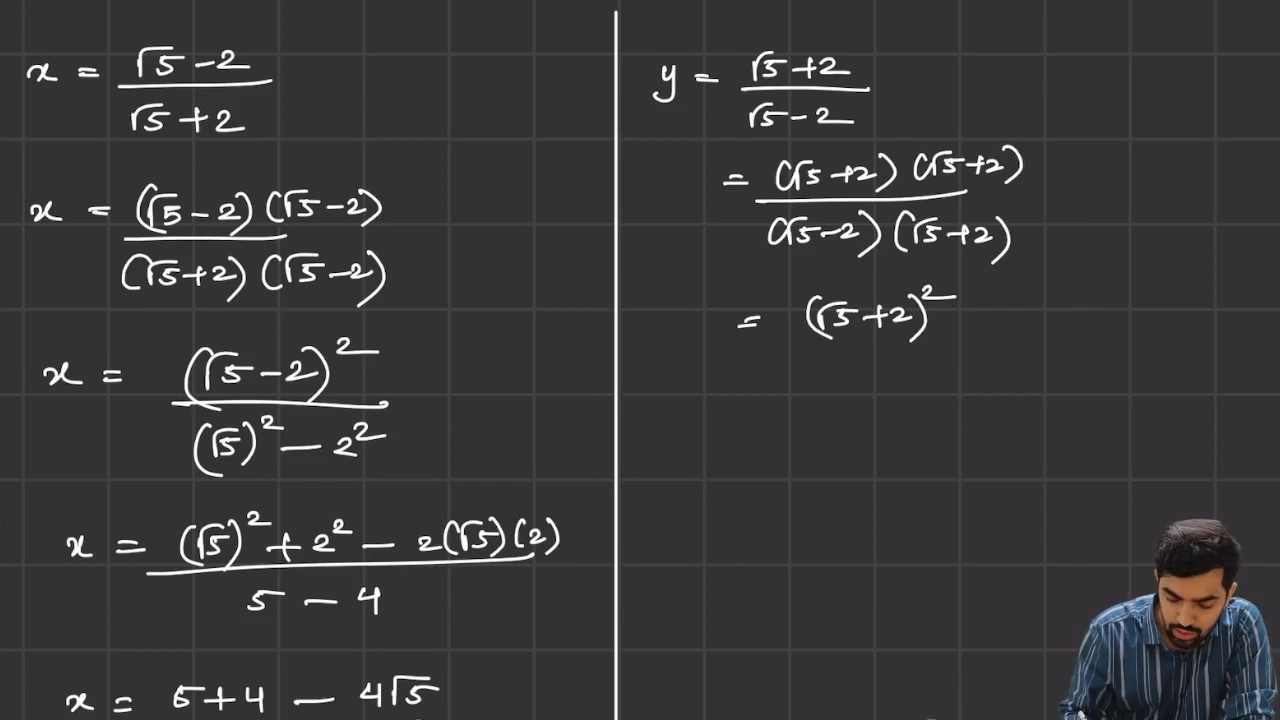 x = (√5 - 2)/(√5 + 2)
x = (√5 - 2)(√5 - 2)/(√5 + 2)(√5 - 2)
x = (√5 - 2)²/(√5)² - 2²
x = (√5)² + 2² - 2(√5)(2)/5 - 4
x = 5 + 4 - 4√5
y = (√5 + 2)/(√5 - 2)
= (√5 + 2)(√5 + 2)/(√5 - 2)(√5 + 2)
= (√5 + 2)²